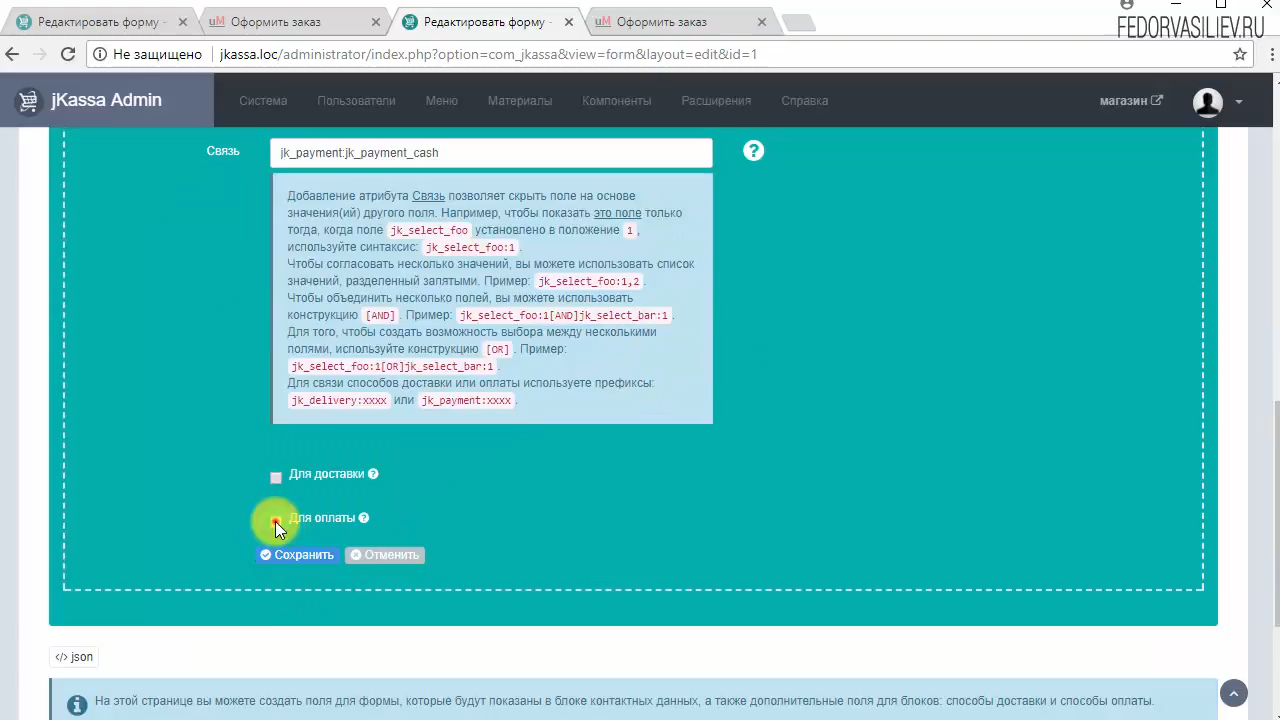 Редактировать форму -
uM Оформить заказ
Редактировать форму -
uM Оформить заказ
FEDORVASILIEV.RU
Не защищено
jkassa.loc/administrator/index.php?option=com_jkassa&view=form&layout=edit&id=1
jKassa Admin
Система
Пользователи
Меню
Материалы
Компоненты
Расширения
Справка
магазин
Связь
jk_payment:jk_payment_cash
?
Добавление атрибута Связь позволяет скрыть поле на основе
значения(ий) другого поля. Например, чтобы показать это поле только
тогда, когда поле jk_select_foo установлено в положение 1 ,
используйте синтаксис: jk_select_foo:1 .
Чтобы согласовать несколько значений, вы можете использовать список
значений, разделенный запятыми. Пример: jk_select_foo:1,2 .
Чтобы объединить несколько полей, вы можете использовать
конструкцию [AND] . Пример: jk_select_foo:1[AND]jk_select_bar:1 .
Для того, чтобы создать возможность выбора между несколькими
полями, используйте конструкцию [OR] . Пример:
jk_select_foo:1[OR]jk_select_bar:1 .
Для связи способов доставки или оплаты используете префиксы:
jk_delivery:xxxx или jk_payment:xxxx .
Для доставки ?
Для оплаты ?
Сохранить
Отменить
</> json
На этой странице вы можете создать поля для формы, которые будут показаны в блоке контактных данных, а также дополнительные поля для блоков: способы доставки и способы оплаты.